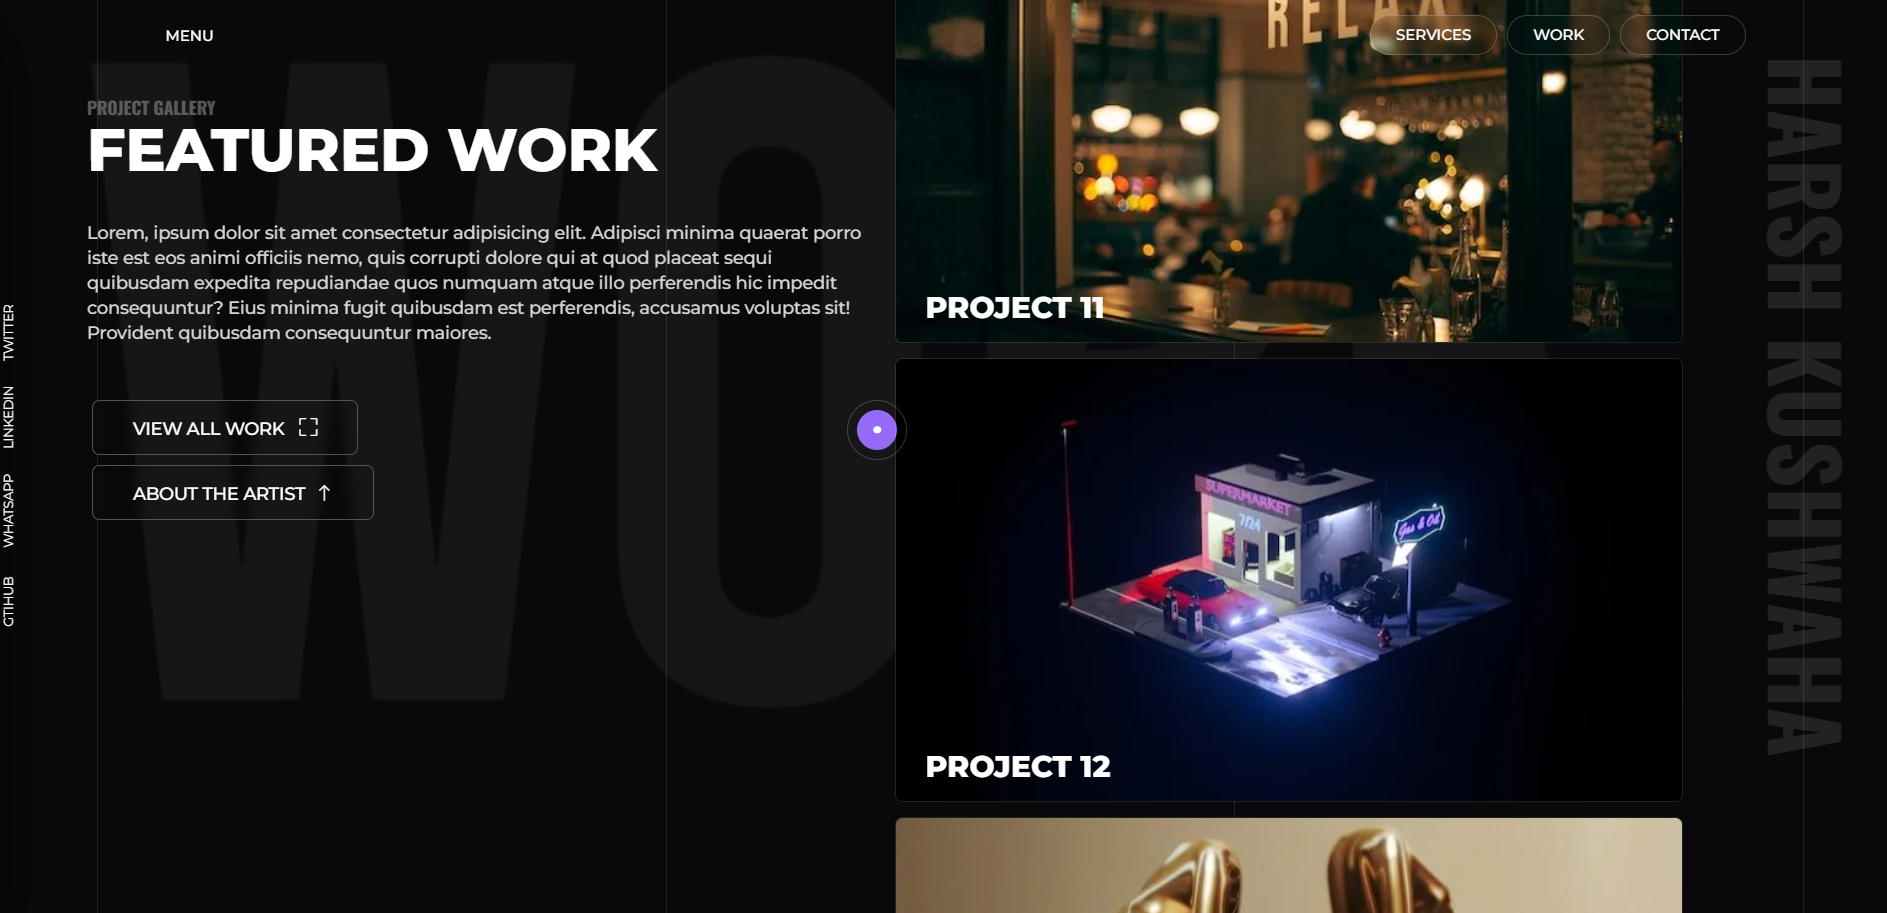 MENU
RELAX
SERVICES
WORK
CONTACT
PROJECT GALLERY
FEATURED WORK
Lorem, ipsum dolor sit amet consectetur adipisicing elit. Adipisci minima quaerat porro
iste est eos animi officiis nemo, quis corrupti dolore qui at quod placeat sequi
quibusdam expedita repudiandae quos numquam atque illo perferendis hic impedit
consequuntur? Eius minima fugit quibusdam est perferendis, accusamus voluptas sit!
Provident quibusdam consequuntur maiores.
VIEW ALL WORK
ABOUT THE ARTIST
TWITTER
LINKEDIN
WHATSAPP
GTIHUB
WO
PROJECT 11
SUPERMARKET
7/24
Gas & Oil
PROJECT 12
HARSH KUSHWAHA